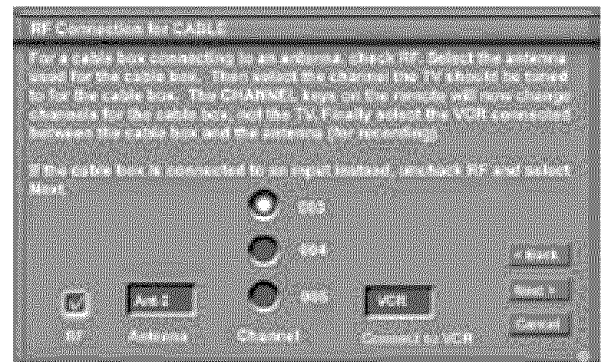 RF Connection for CABLE
For a cable box connecting to an antenna, check RF. Select the antenna
used for the cable box. Then select the channel the TV should be tuned
to for the cable box. The CHANNEL keys on the remote will now change
channels for the cable box, not the TV. Finally select the VCR connected
between the cable box and the antenna (for recording).
If the cable box is connected to an input instead, uncheck RF and select
Next.
003
004
005
< Back
Ant 2
VCR
Next >
Cancel
RF
Antenna
Channel
Connect to VCR